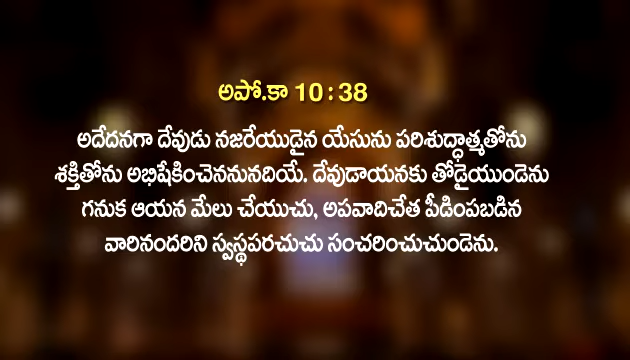 అపో.కా 10 : 38
అదేదనగా దేవుడు నజరేయుడైన యేసును పరిశుద్ధాత్మతోను
శక్తితోను అభిషేకించెననునదియే. దేవుడాయనకు తోడైయుండెను
గనుక ఆయన మేలు చేయుచు, అపవాదిచేత పీడింపబడిన
వారినందరిని స్వస్థపరచుచు సంచరించుచుండెను.